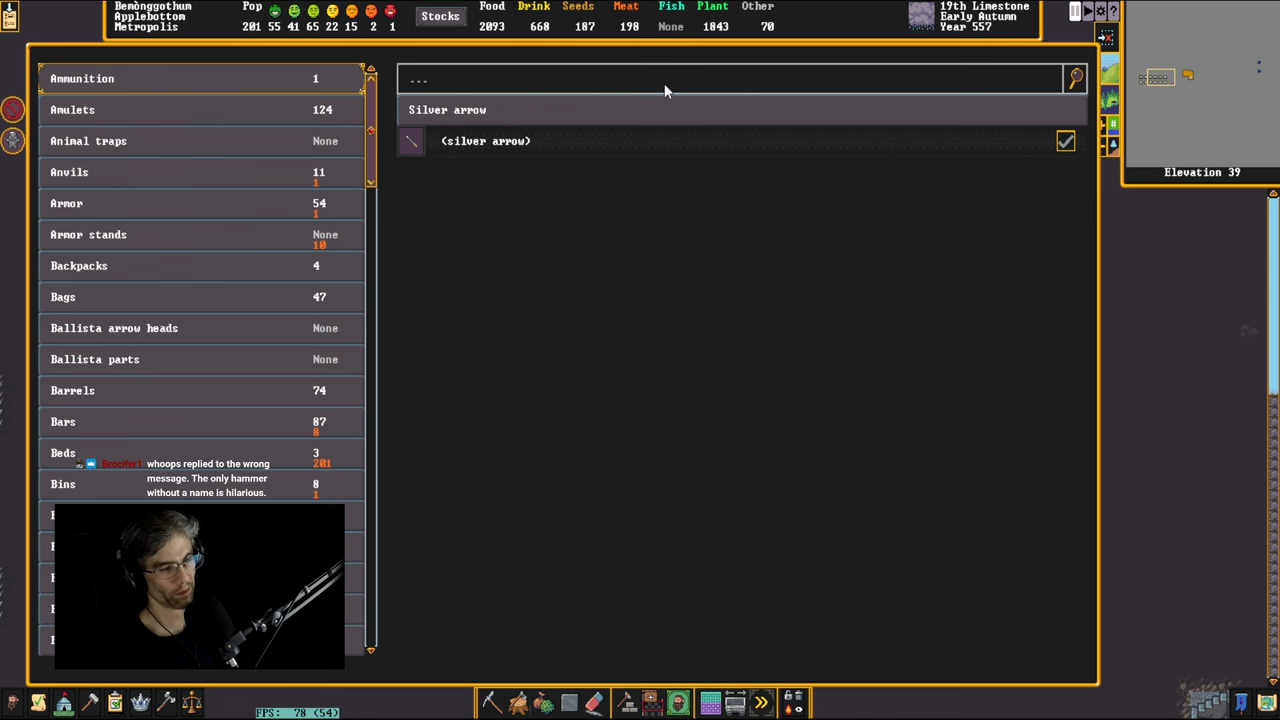 Bemönggothum
Applebottom
Metropolis
Pop
201 55 41 65 22 15 2 1
Stocks
Food Drink Seeds Meat Fish Plant Other
2093 668 187 198 None 1843 70
19th Limestone
Early Autumn
Year 557
Elevation 39
Ammunition 1
Amulets 124
Animal traps None
Anvils 11
1
Armor 54
1
Armor stands None
10
Backpacks 4
Bags 47
Ballista arrow heads None
Ballista parts None
Barrels 74
Bars 87
8
Beds 3
201
Bins 8
1
...
Silver arrow
(silver arrow)
Brocifer1 whoops replied to the wrong
message. The only hammer
without a name is hilarious.
FPS: 78 (54)